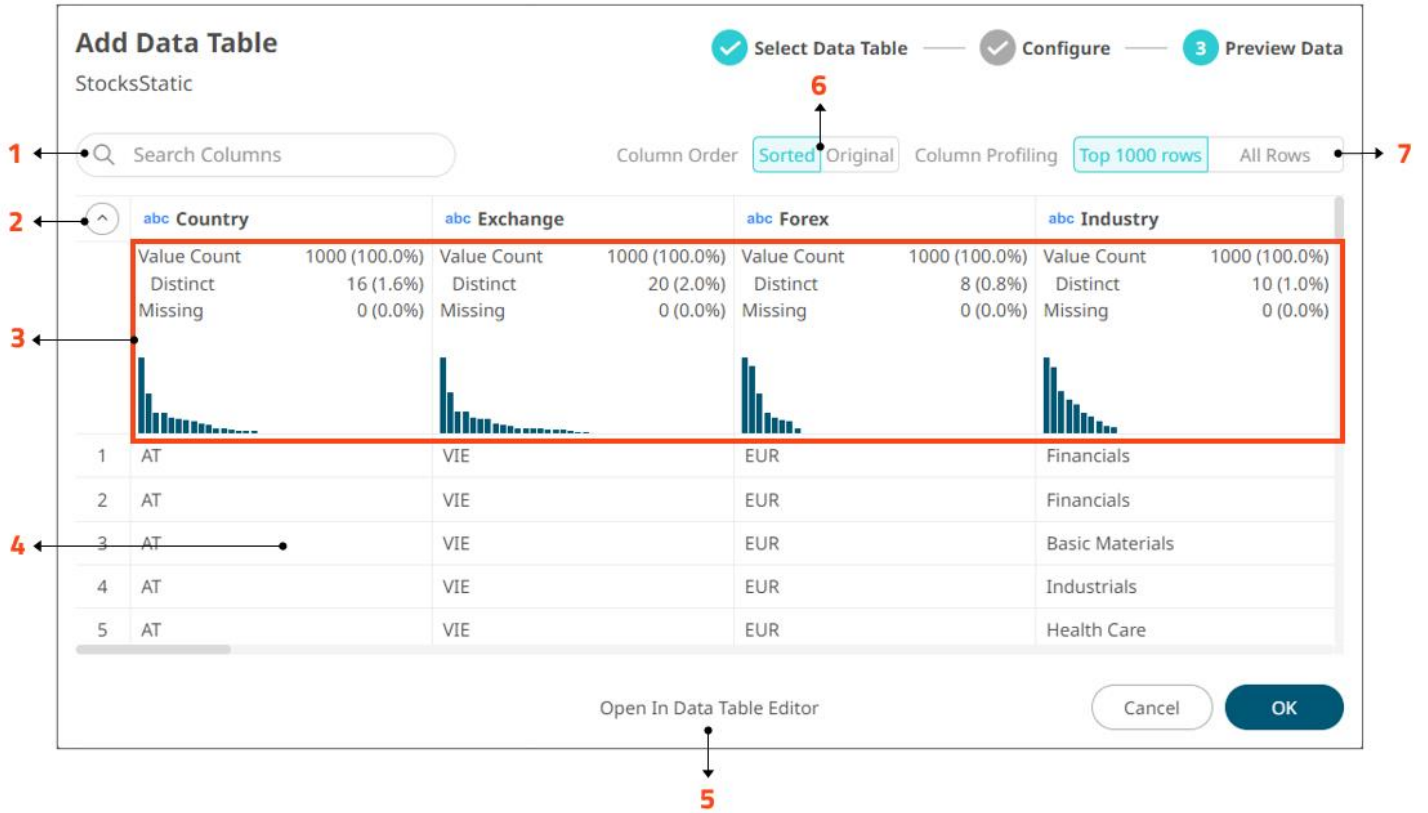 Add Data Table
StocksStatic
Select Data Table
Configure
3 Preview Data
6
1
Search Columns
Column Order Sorted Original Column Profiling Top 1000 rows All Rows
7
2
abc Country abc Exchange abc Forex abc Industry
Value Count 1000 (100.0%) Value Count 1000 (100.0%) Value Count 1000 (100.0%) Value Count 1000 (100.0%)
Distinct 16 (1.6%) Distinct 20 (2.0%) Distinct 8 (0.8%) Distinct 10 (1.0%)
Missing 0 (0.0%) Missing 0 (0.0%) Missing 0 (0.0%) Missing 0 (0.0%)
3
1 AT VIE EUR Financials
2 AT VIE EUR Financials
4
3 AT VIE EUR Basic Materials
4 AT VIE EUR Industrials
5 AT VIE EUR Health Care
Open In Data Table Editor
Cancel
OK
5